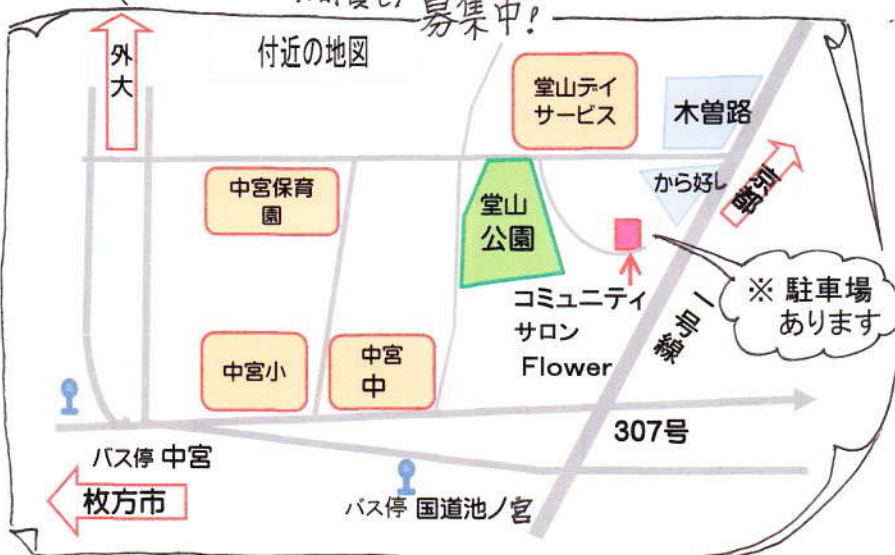 募集中!
付近の地図
外大
堂山デイ
サービス
木曽路
中宮保育
園
堂山
公園
から好し
京都
※ 駐車場
あります
コミュニティ
サロン
Flower
一号線
中宮小
中宮
中
307号
バス停 中宮
枚方市
バス停 国道池ノ宮